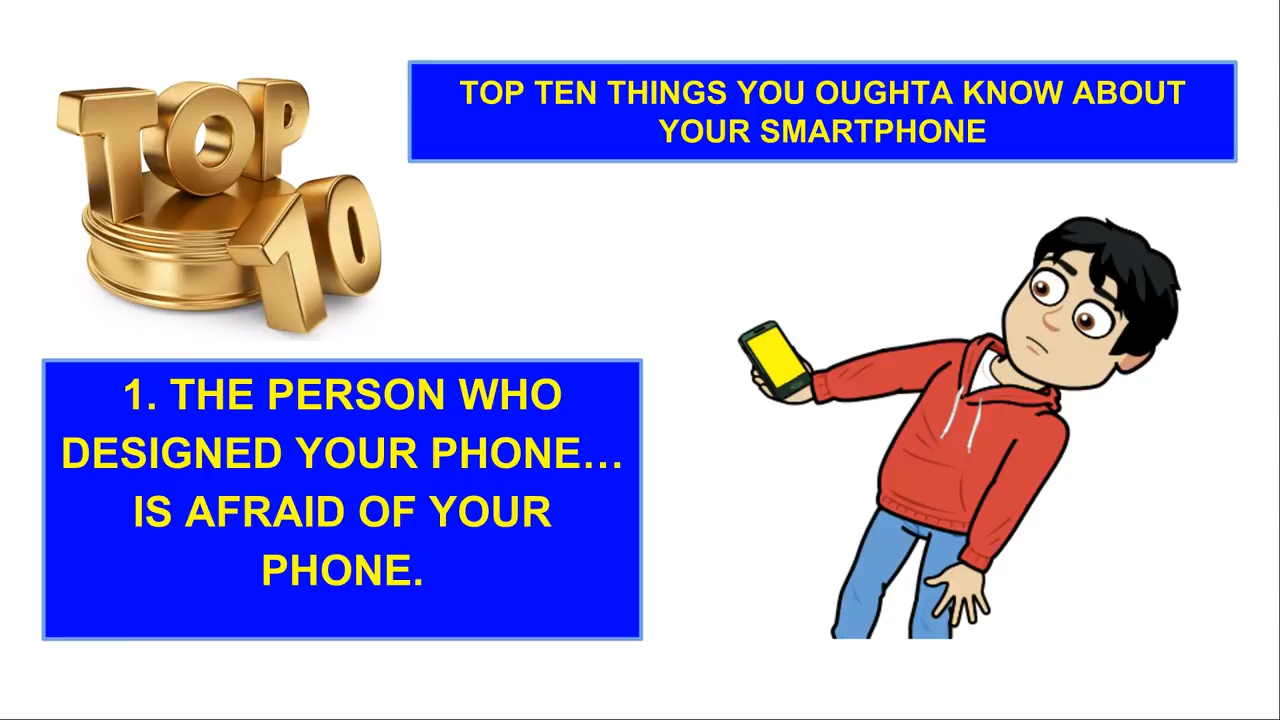 TOP
10
TOP TEN THINGS YOU OUGHTA KNOW ABOUT
YOUR SMARTPHONE
1. THE PERSON WHO
DESIGNED YOUR PHONE…
IS AFRAID OF YOUR
PHONE.